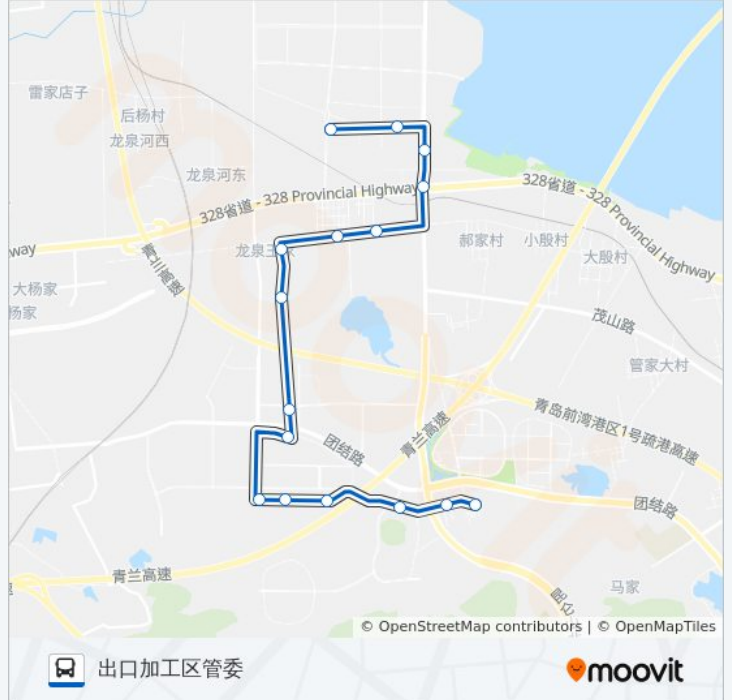 雷家店子
后杨村
龙泉河西
龙泉河东
328省道 - 328 Provincial Highway
328省道 - 328 Provincial Highway
way
龙泉王家
青兰高速
郝家村
小殷村
大殷村
大杨家
杨家
茂山路
管家大村
青岛前湾港区1号疏港高速
团结路
青兰高速
团结路
青兰高速
马家
© OpenStreetMap contributors | © OpenMapTiles
出口加工区管委
moovit